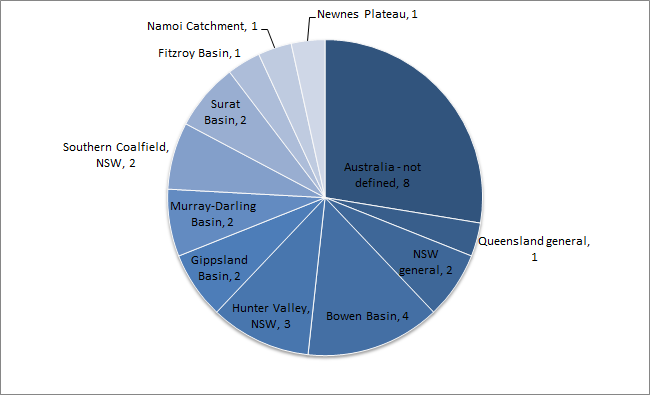 Newnes Plateau, 1
Namoi Catchment, 1
Fitzroy Basin, 1
Surat
Basin, 2
Southern Coalfield,
NSW, 2
Australia - not
defined, 8
Murray-Darling
Basin, 2
Queensland general,
1
NSW
general, 2
Gippsland
Basin, 2
Hunter Valley,
NSW, 3
Bowen Basin, 4